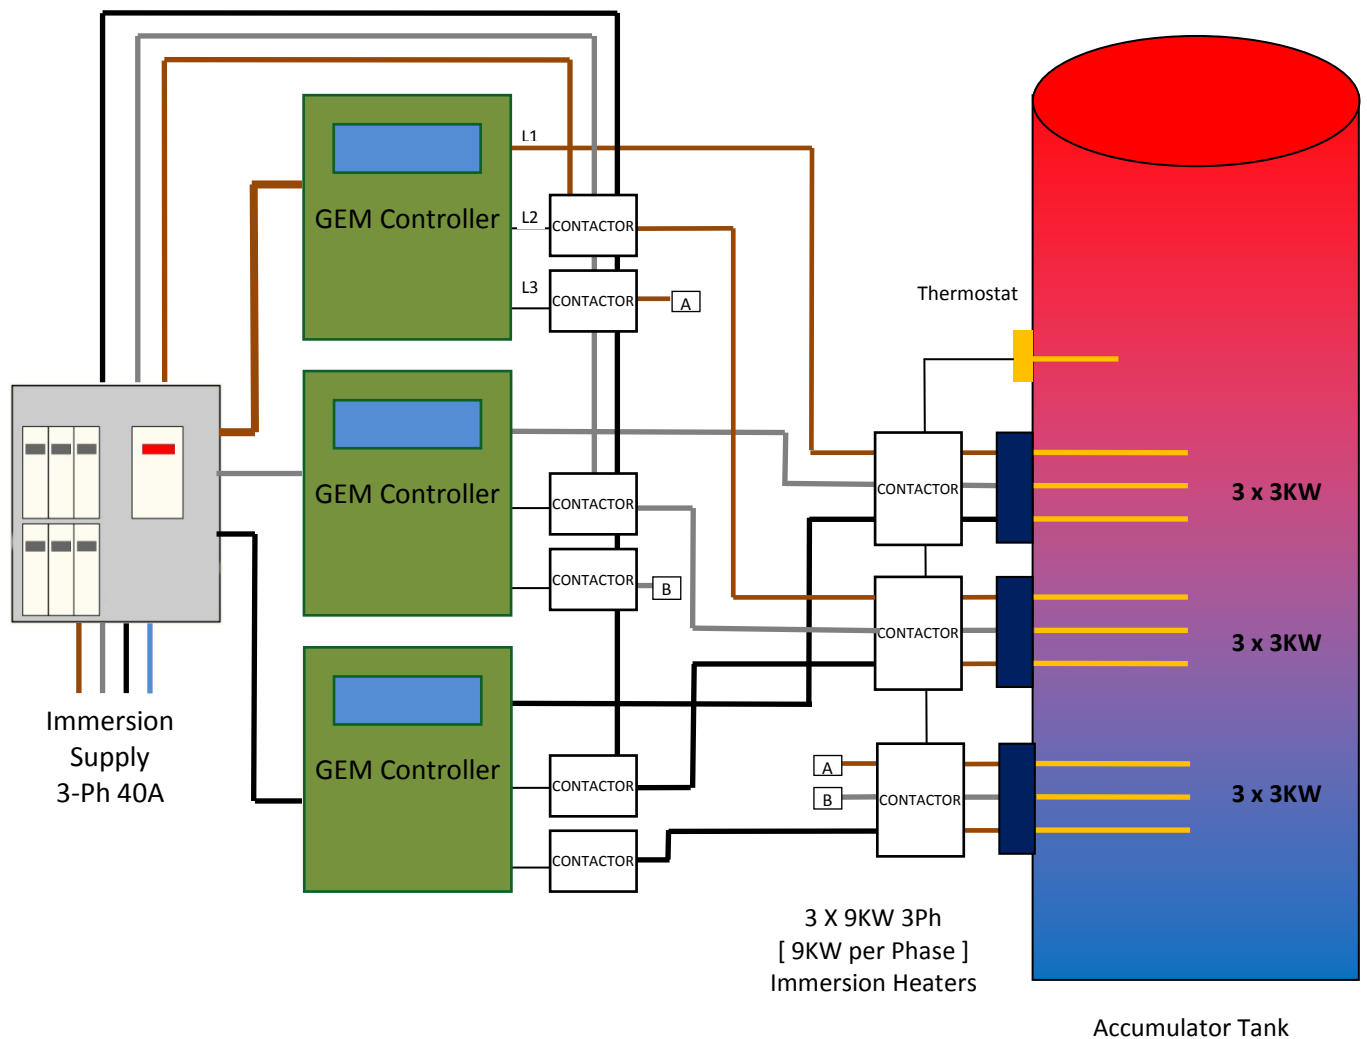 L1
GEM Controller
L2
CONTACTOR
L3
CONTACTOR
A
Thermostat
GEM Controller
CONTACTOR
CONTACTOR
B
CONTACTOR
3 x 3KW
CONTACTOR
3 x 3KW
GEM Controller
CONTACTOR
CONTACTOR
A
B
CONTACTOR
3 x 3KW
Immersion
Supply
3-Ph 40A
3 X 9KW 3Ph
[ 9KW per Phase ]
Immersion Heaters
Accumulator Tank